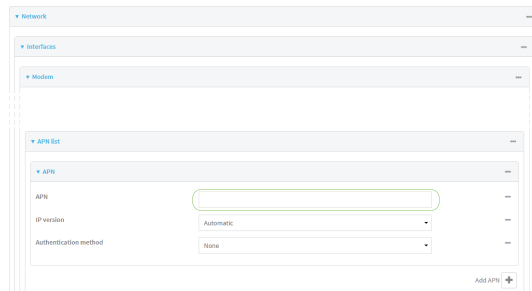 Network
Interfaces
Modem
APN list
APN
APN
IP version
Automatic
Authentication method
None
Add APN